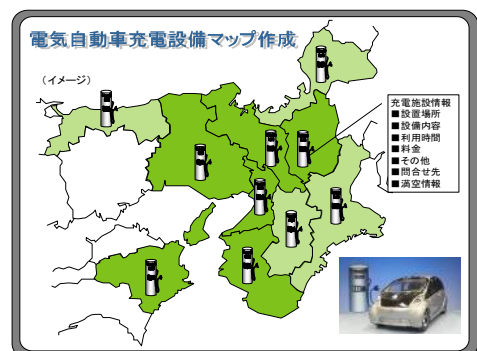 電気自動車充電設備マップ作成
（イメージ）
充電施設情報
■設置場所
■設備内容
■利用時間
■料金
■その他
■問合せ先
■満空情報